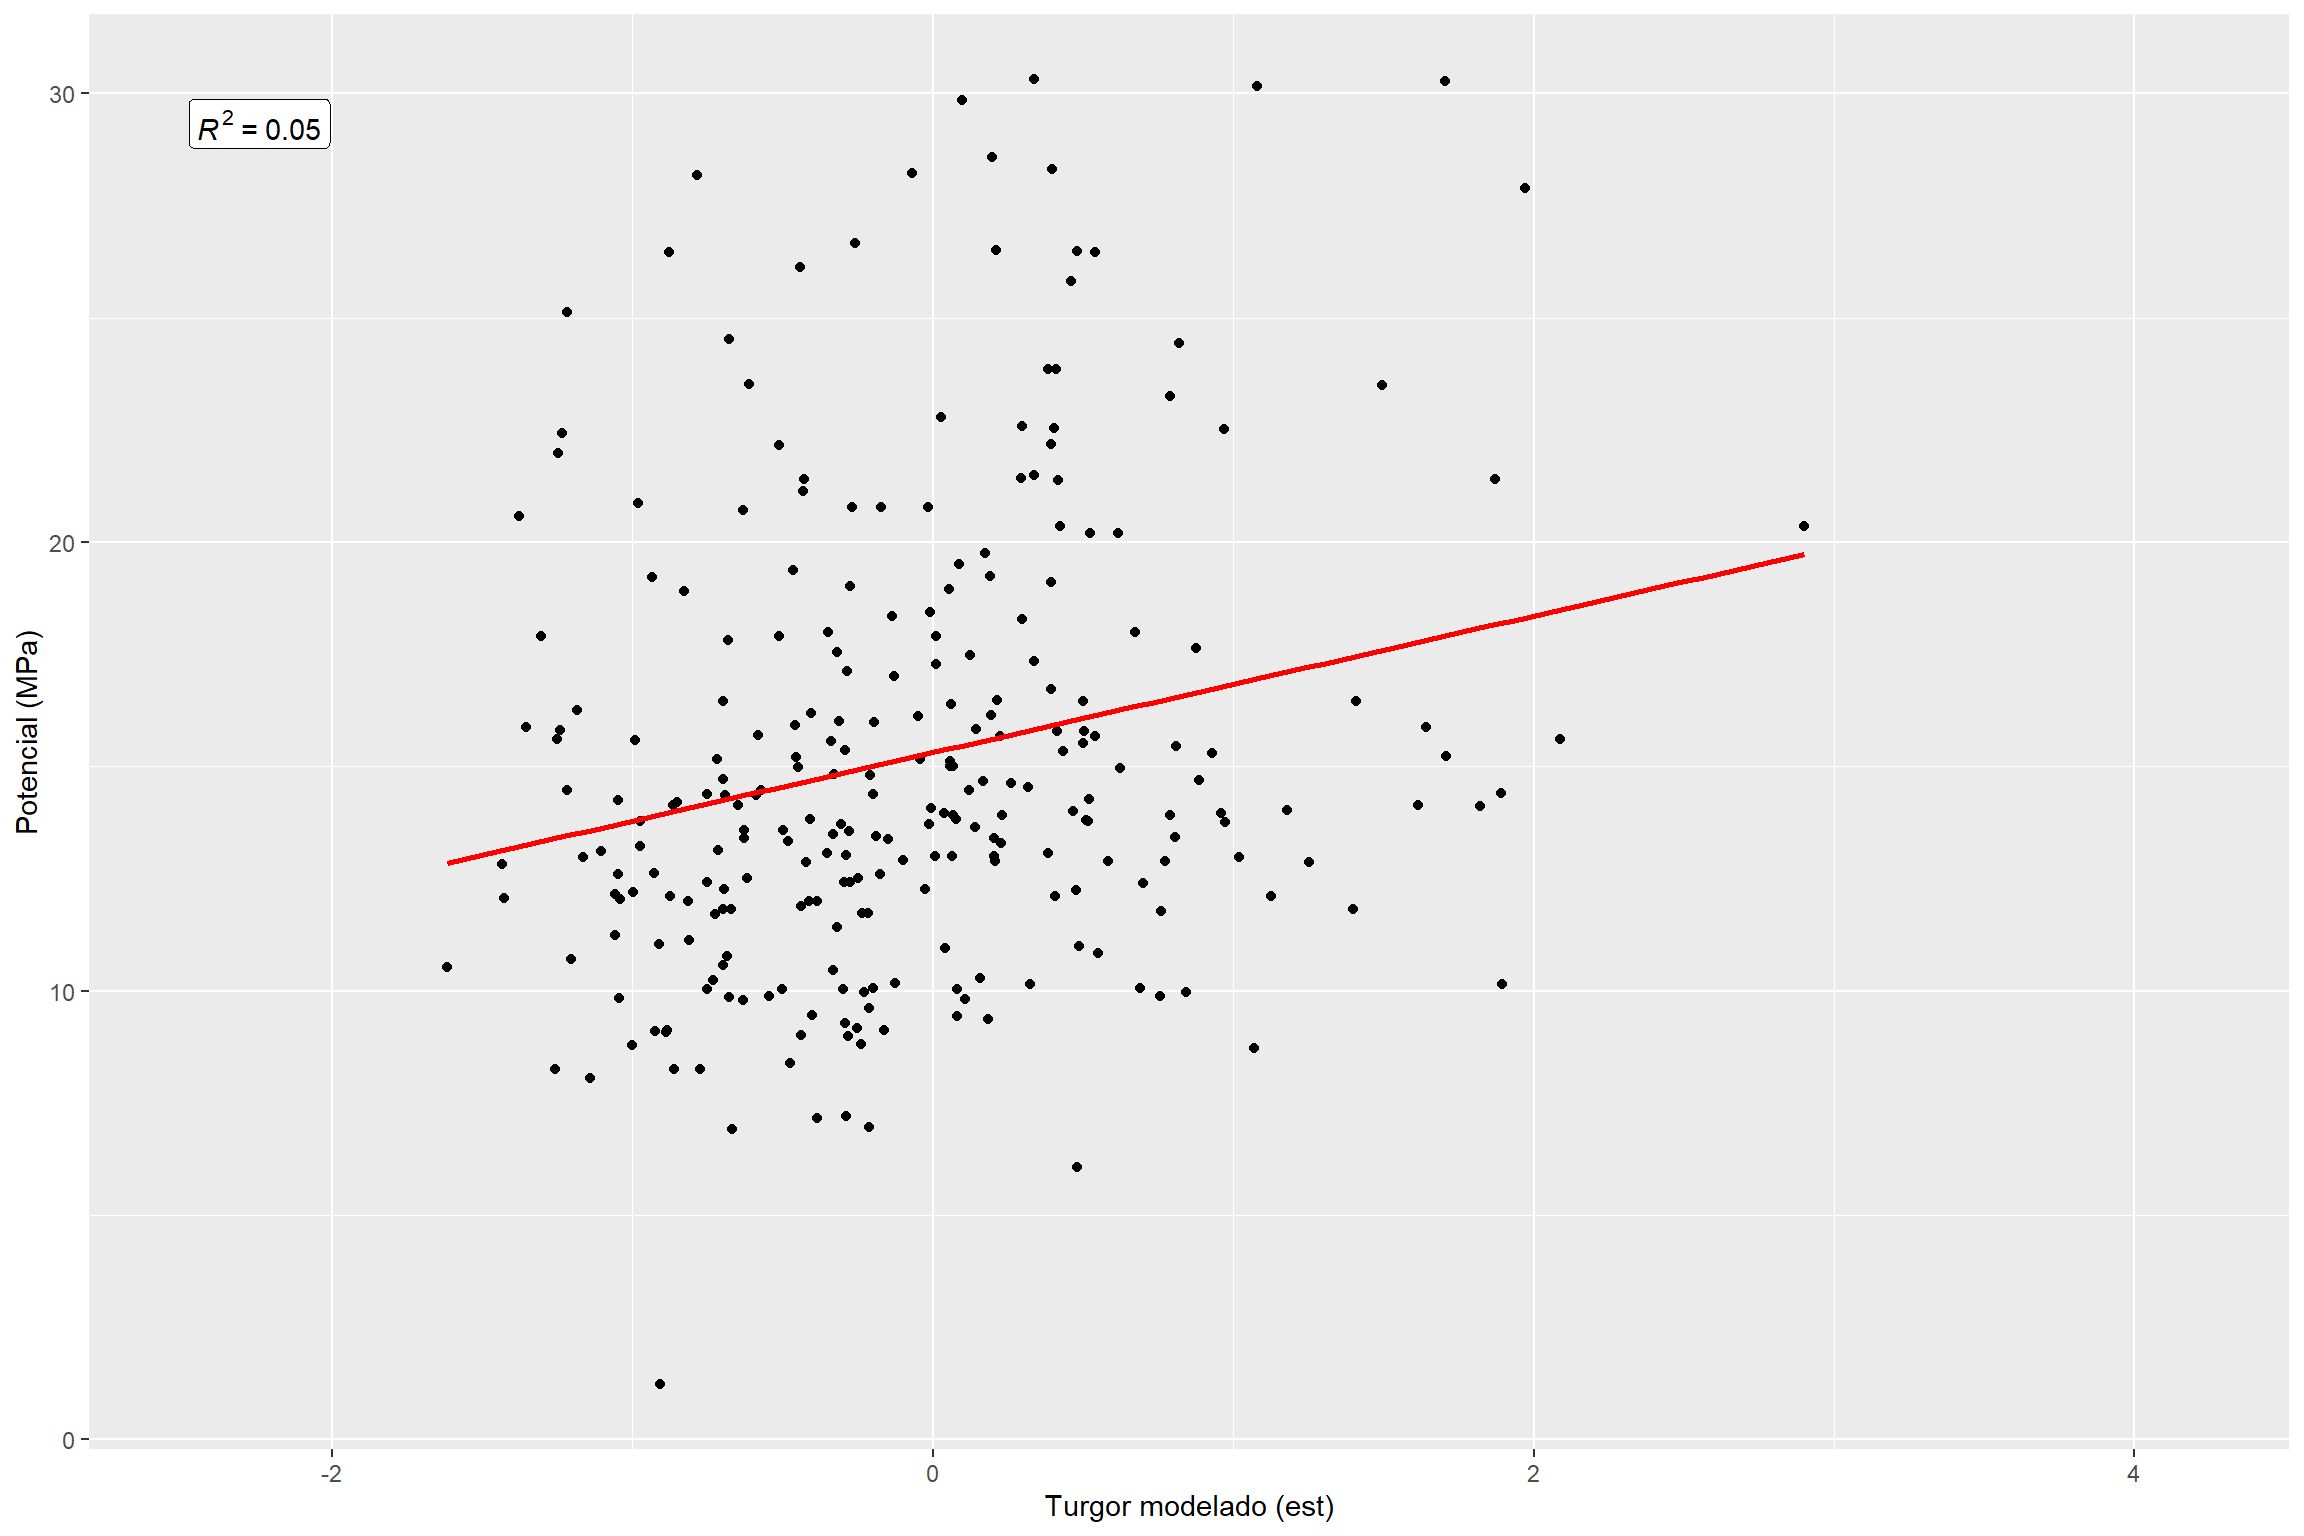 30
R² = 0.05
20
10
0
Potencial (MPa)
-2 0 2 4
Turgor modelado (est)